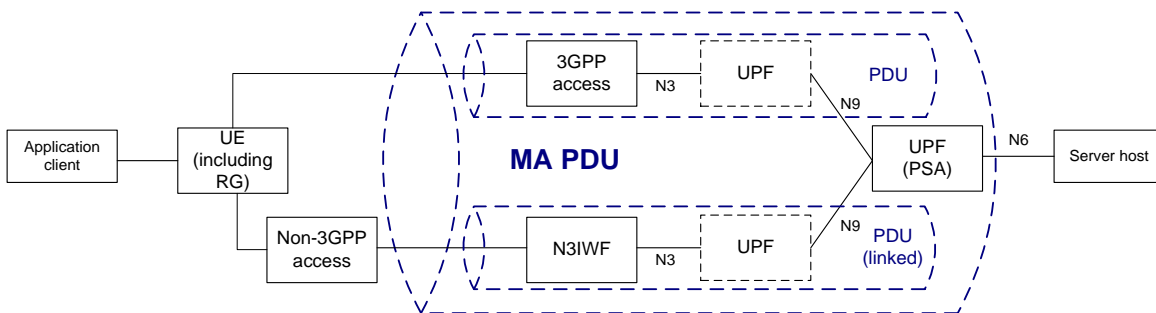 3GPP
access
N3
UPF
PDU
N9
Application
client
UE
(including
RG)
MA PDU
UPF
(PSA)
N6
Server host
Non-3GPP
access
N3IWF
N3
UPF
N9
PDU
(linked)